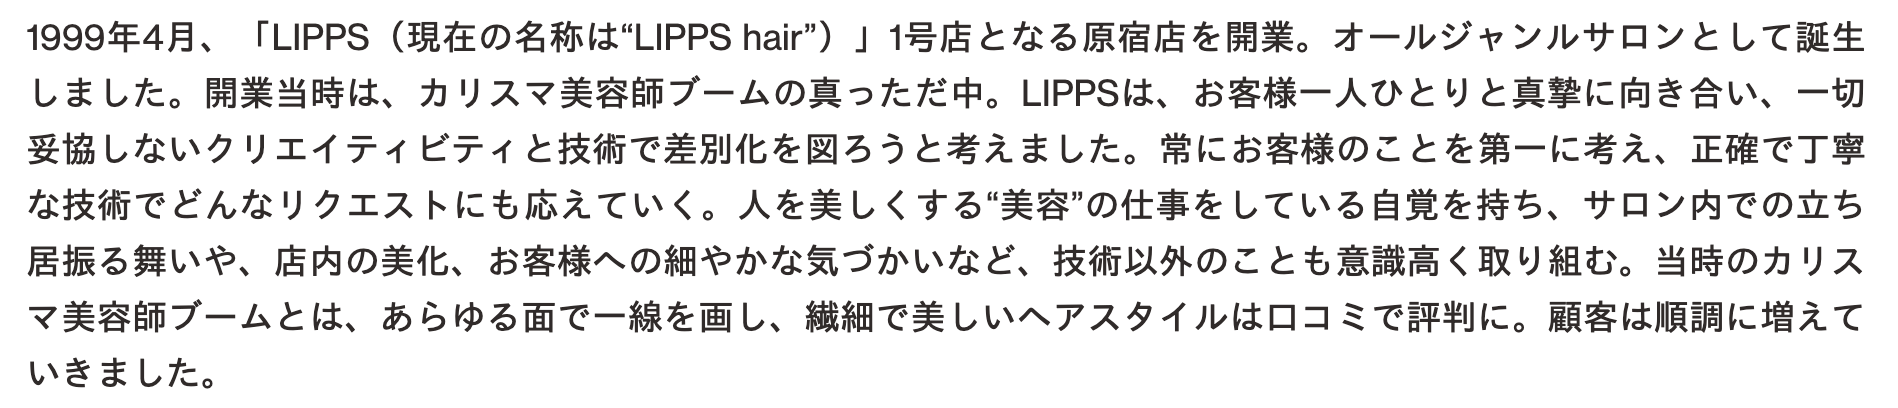 1999年4月、「LIPPS（現在の名称は“LIPPS hair”）」1号店となる原宿店を開業。オールジャンルサロンとして誕生
しました。開業当時は、カリスマ美容師ブームの真っただ中。LIPPSは、お客様一人ひとりと真摯に向き合い、一切
妥協しないクリエイティビティと技術で差別化を図ろうと考えました。常にお客様のことを第一に考え、正確で丁寧
な技術でどんなリクエストにも応えていく。人を美しくする“美容”の仕事をしている自覚を持ち、サロン内での立ち
居振る舞いや、店内の美化、お客様への細やかな気づかいなど、技術以外のことも意識高く取り組む。当時のカリス
マ美容師ブームとは、あらゆる面で一線を画し、繊細で美しいヘアスタイルは口コミで評判に。顧客は順調に増えて
いきました。